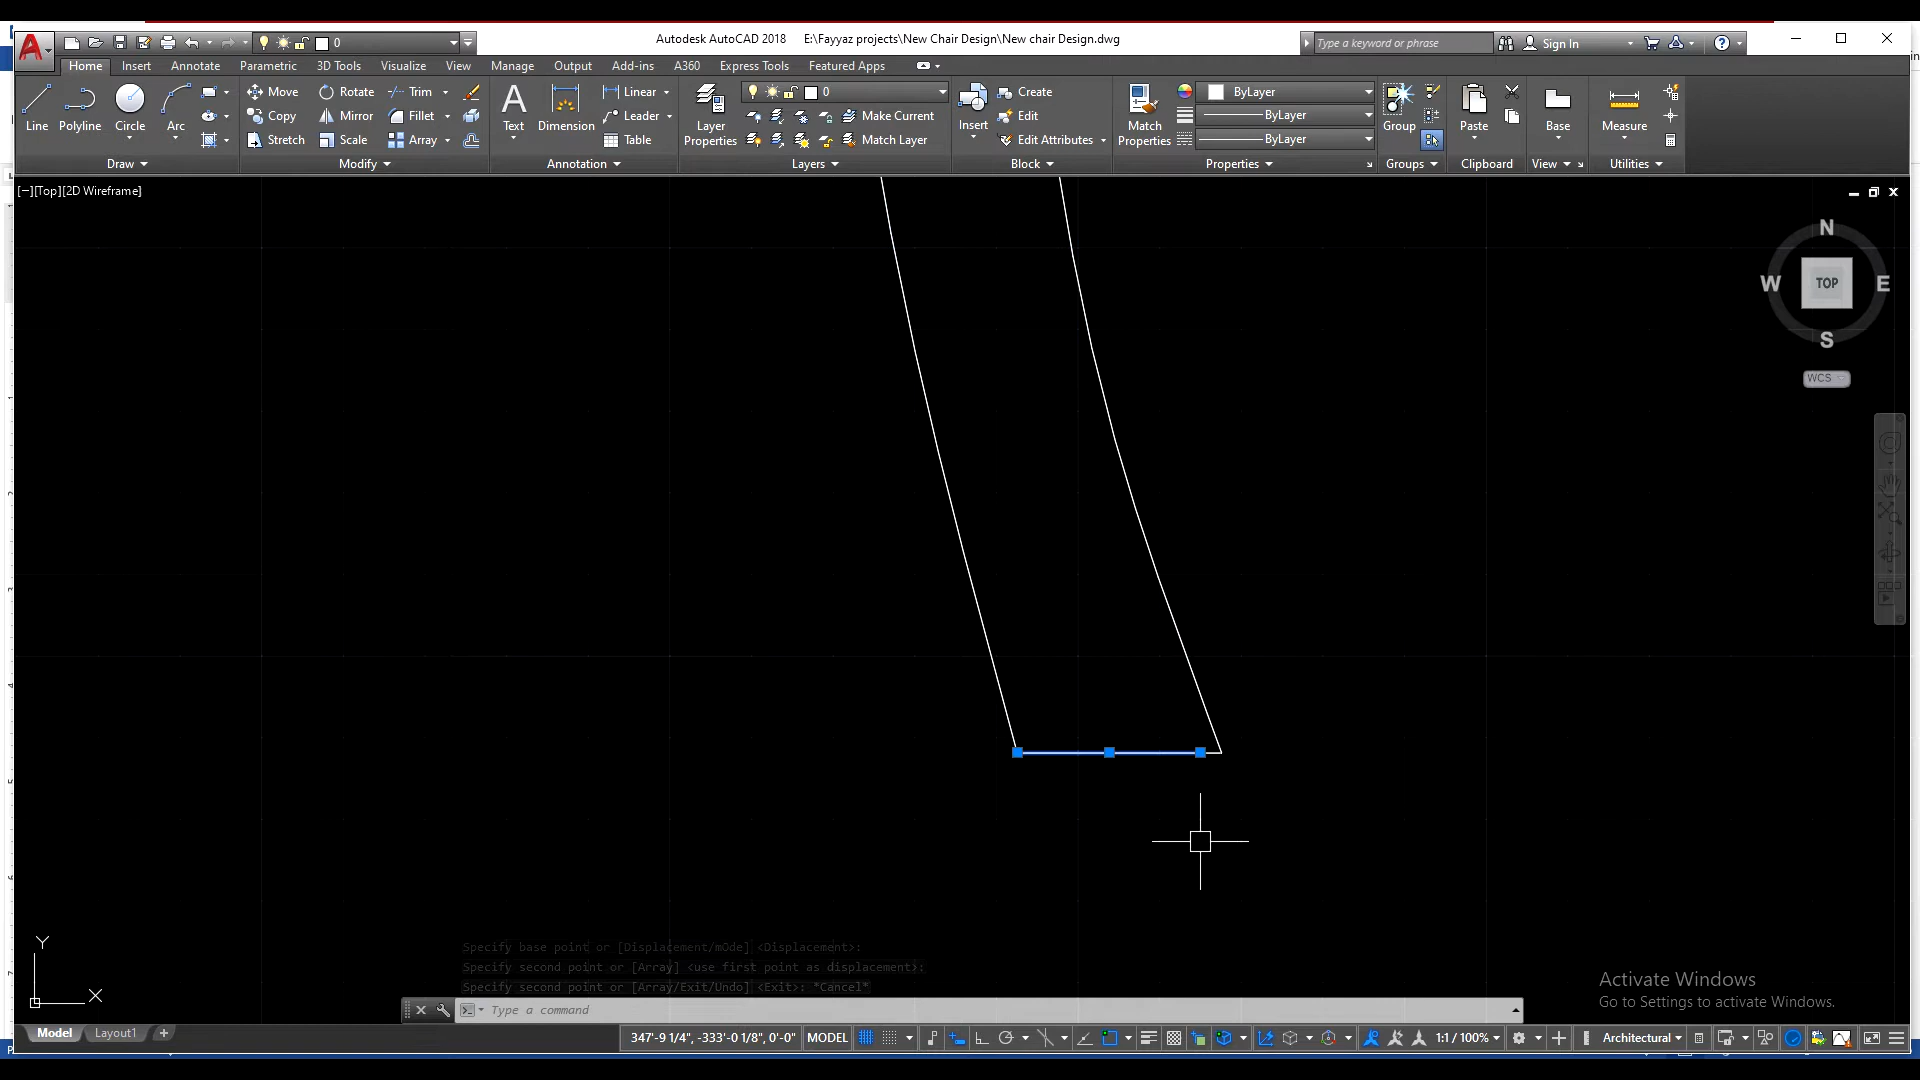 0
Autodesk AutoCAD 2018 E:\Fayyaz projects\New Chair Design\New chair Design.dwg
Type a keyword or phrase
Sign In
Home Insert Annotate Parametric 3D Tools Visualize View Manage Output Add-ins A360 Express Tools Featured Apps
Line Polyline Circle Arc
Move Rotate Trim
Copy Mirror Fillet
Stretch Scale Array
Text Dimension
Linear
Leader
Table
Layer Properties
0
Make Current
Match Layer
Insert
Create
Edit
Edit Attributes
Match Properties
ByLayer
ByLayer
ByLayer
Group
Paste
Base
Measure
Draw Modify Annotation Layers Block Properties Groups Clipboard View Utilities
[−][Top][2D Wireframe]
N
W TOP E
S
WCS
Y
X
Specify base point or [Displacement/mOde] <Displacement>:
Specify second point or [Array] <use first point as displacement>:
Specify second point or [Array/Exit/Undo] <Exit>: *Cancel*
Type a command
Activate Windows
Go to Settings to activate Windows.
Model Layout1
347'-9 1/4", -333'-0 1/8", 0'-0" MODEL
1:1 / 100%
Architectural